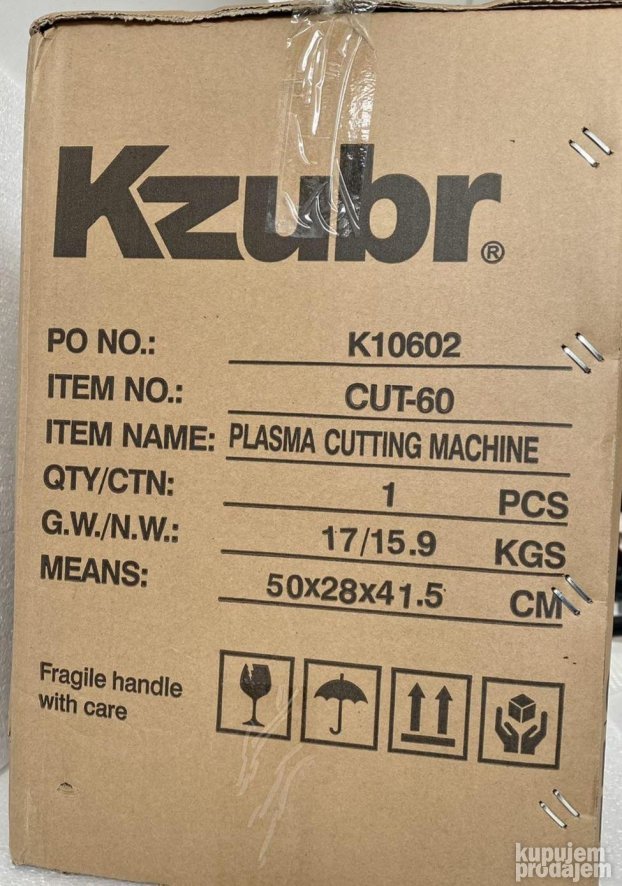 Kzubr®
PO NO.: K10602
ITEM NO.: CUT-60
ITEM NAME: PLASMA CUTTING MACHINE
QTY/CTN: 1 PCS
G.W./N.W.: 17/15.9 KGS
MEANS: 50x28x41.5 CM
Fragile handle
with care
kupujem
prodajem